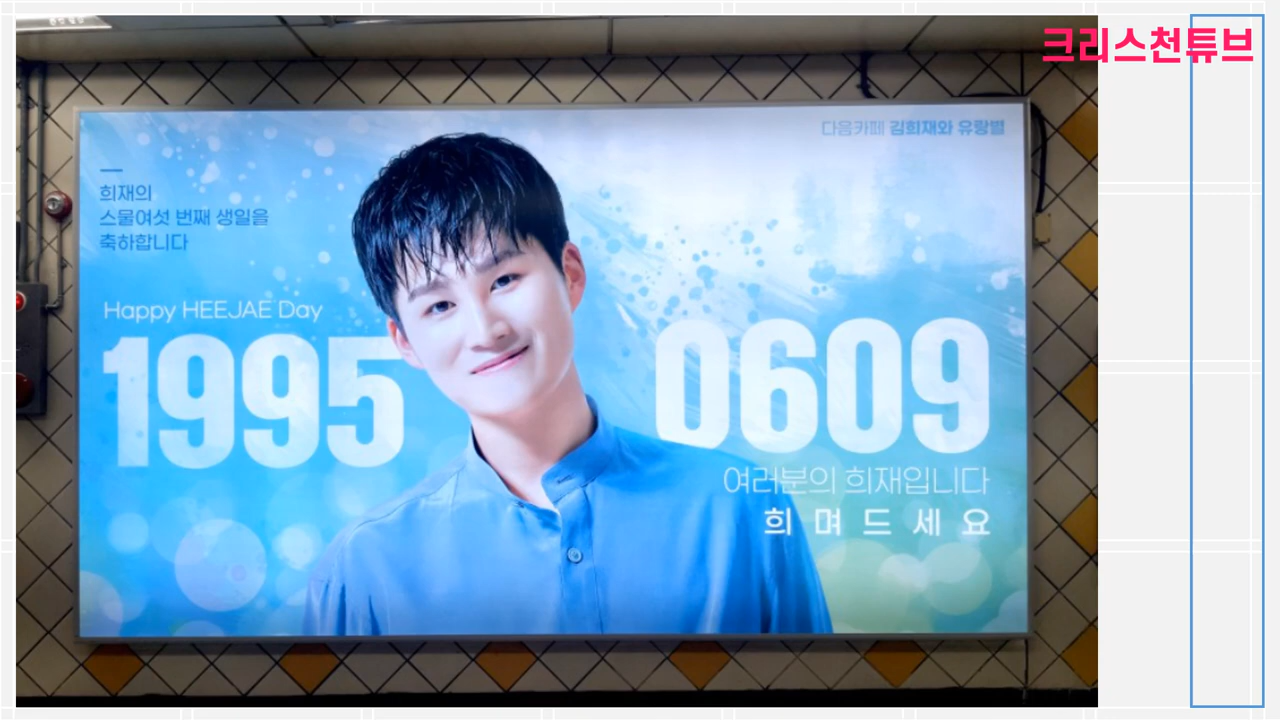 크리스천튜브
다음카페 김희재와 유랑별
희재의
스물여섯 번째 생일을
축하합니다
Happy HEEJAE Day
1995 0609
여러분의 희재입니다
희며드세요